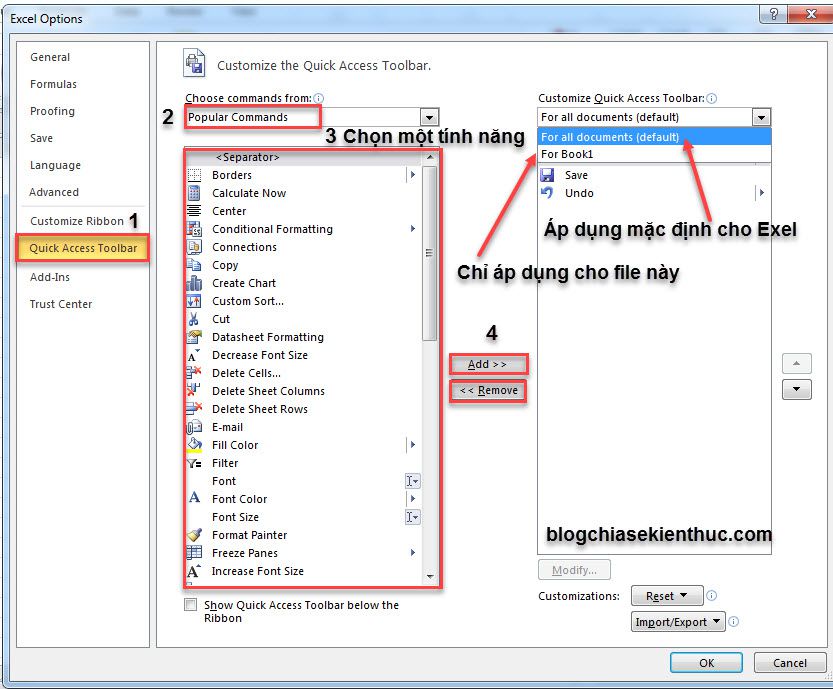 Excel Options
?
X
General
Formulas
Proofing
Save
Language
Advanced
Customize Ribbon
1
Quick Access Toolbar
Add-Ins
Trust Center
Customize the Quick Access Toolbar.
Choose commands from:
2
Popular Commands
3 Chọn một tính năng
<Separator>
Borders
Calculate Now
Center
Conditional Formatting
Connections
Copy
Create Chart
Custom Sort...
Cut
Datasheet Formatting
Decrease Font Size
Delete Cells...
Delete Sheet Columns
Delete Sheet Rows
E-mail
Fill Color
Filter
Font
Font Color
Font Size
Format Painter
Freeze Panes
Increase Font Size
Show Quick Access Toolbar below the
Ribbon
4
Add >>
<< Remove
Customize Quick Access Toolbar:
For all documents (default)
For all documents (default)
For Book1
Save
Undo
Áp dụng mặc định cho Exel
Chỉ áp dụng cho file này
blogchiasekienthuc.com
Modify...
Customizations:
Reset
Import/Export
OK
Cancel